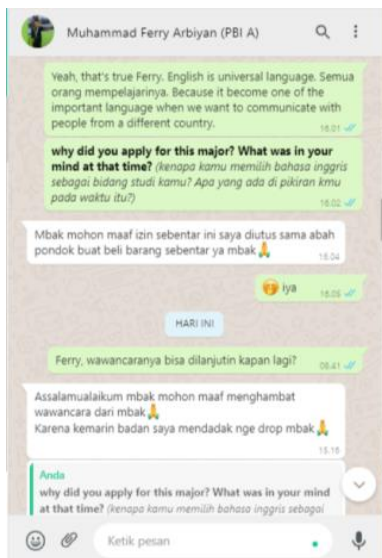 Muhammad Ferry Arbiyan (PBI A)
Yeah, that's true Ferry. English is universal language. Semua
orang mempelajarinya. Because it become one of the
important language when we want to communicate with
people from a different country.
16.01
why did you apply for this major? What was in your
mind at that time? (kenapa kamu memilih bahasa inggris
sebagai bidang studi kamu? Apa yang ada di pikiran kmu
pada waktu itu?)
16.02
Mbak mohon maaf izin sebentar ini saya diutus sama abah
pondok buat beli barang sebentar ya mbak🙏
16.04
iya
16.05
HARI INI
Ferry, wawancaranya bisa dilanjutin kapan lagi?
08.41
Assalamualaikum mbak mohon maaf menghambat
wawancara dari mbak🙏
Karena kemarin badan saya mendadak nge drop mbak🙏
15.15
Anda
why did you apply for this major? What was in your mind
at that time? (kenapa kamu memilih bahasa inggris sebagai
Ketik pesan